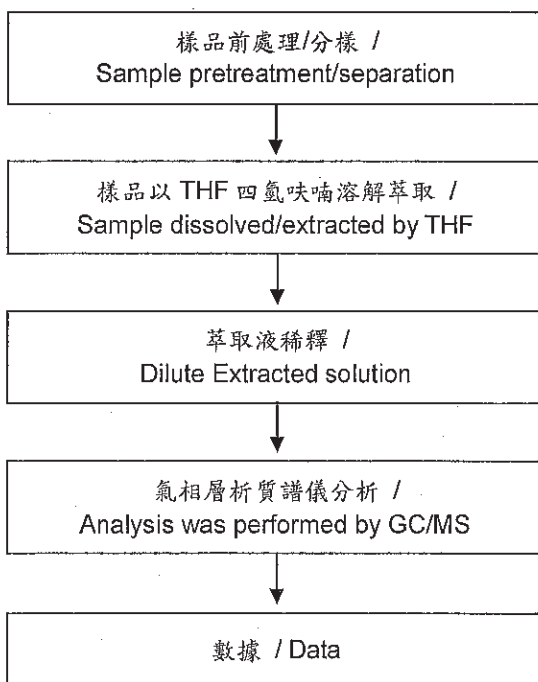 樣品前處理/分樣 /
Sample pretreatment/separation
樣品以 THF 四氫呋喃溶解萃取 /
Sample dissolved/extracted by THF
萃取液稀釋 /
Dilute Extracted solution
氣相層析質譜儀分析 /
Analysis was performed by GC/MS
數據 / Data